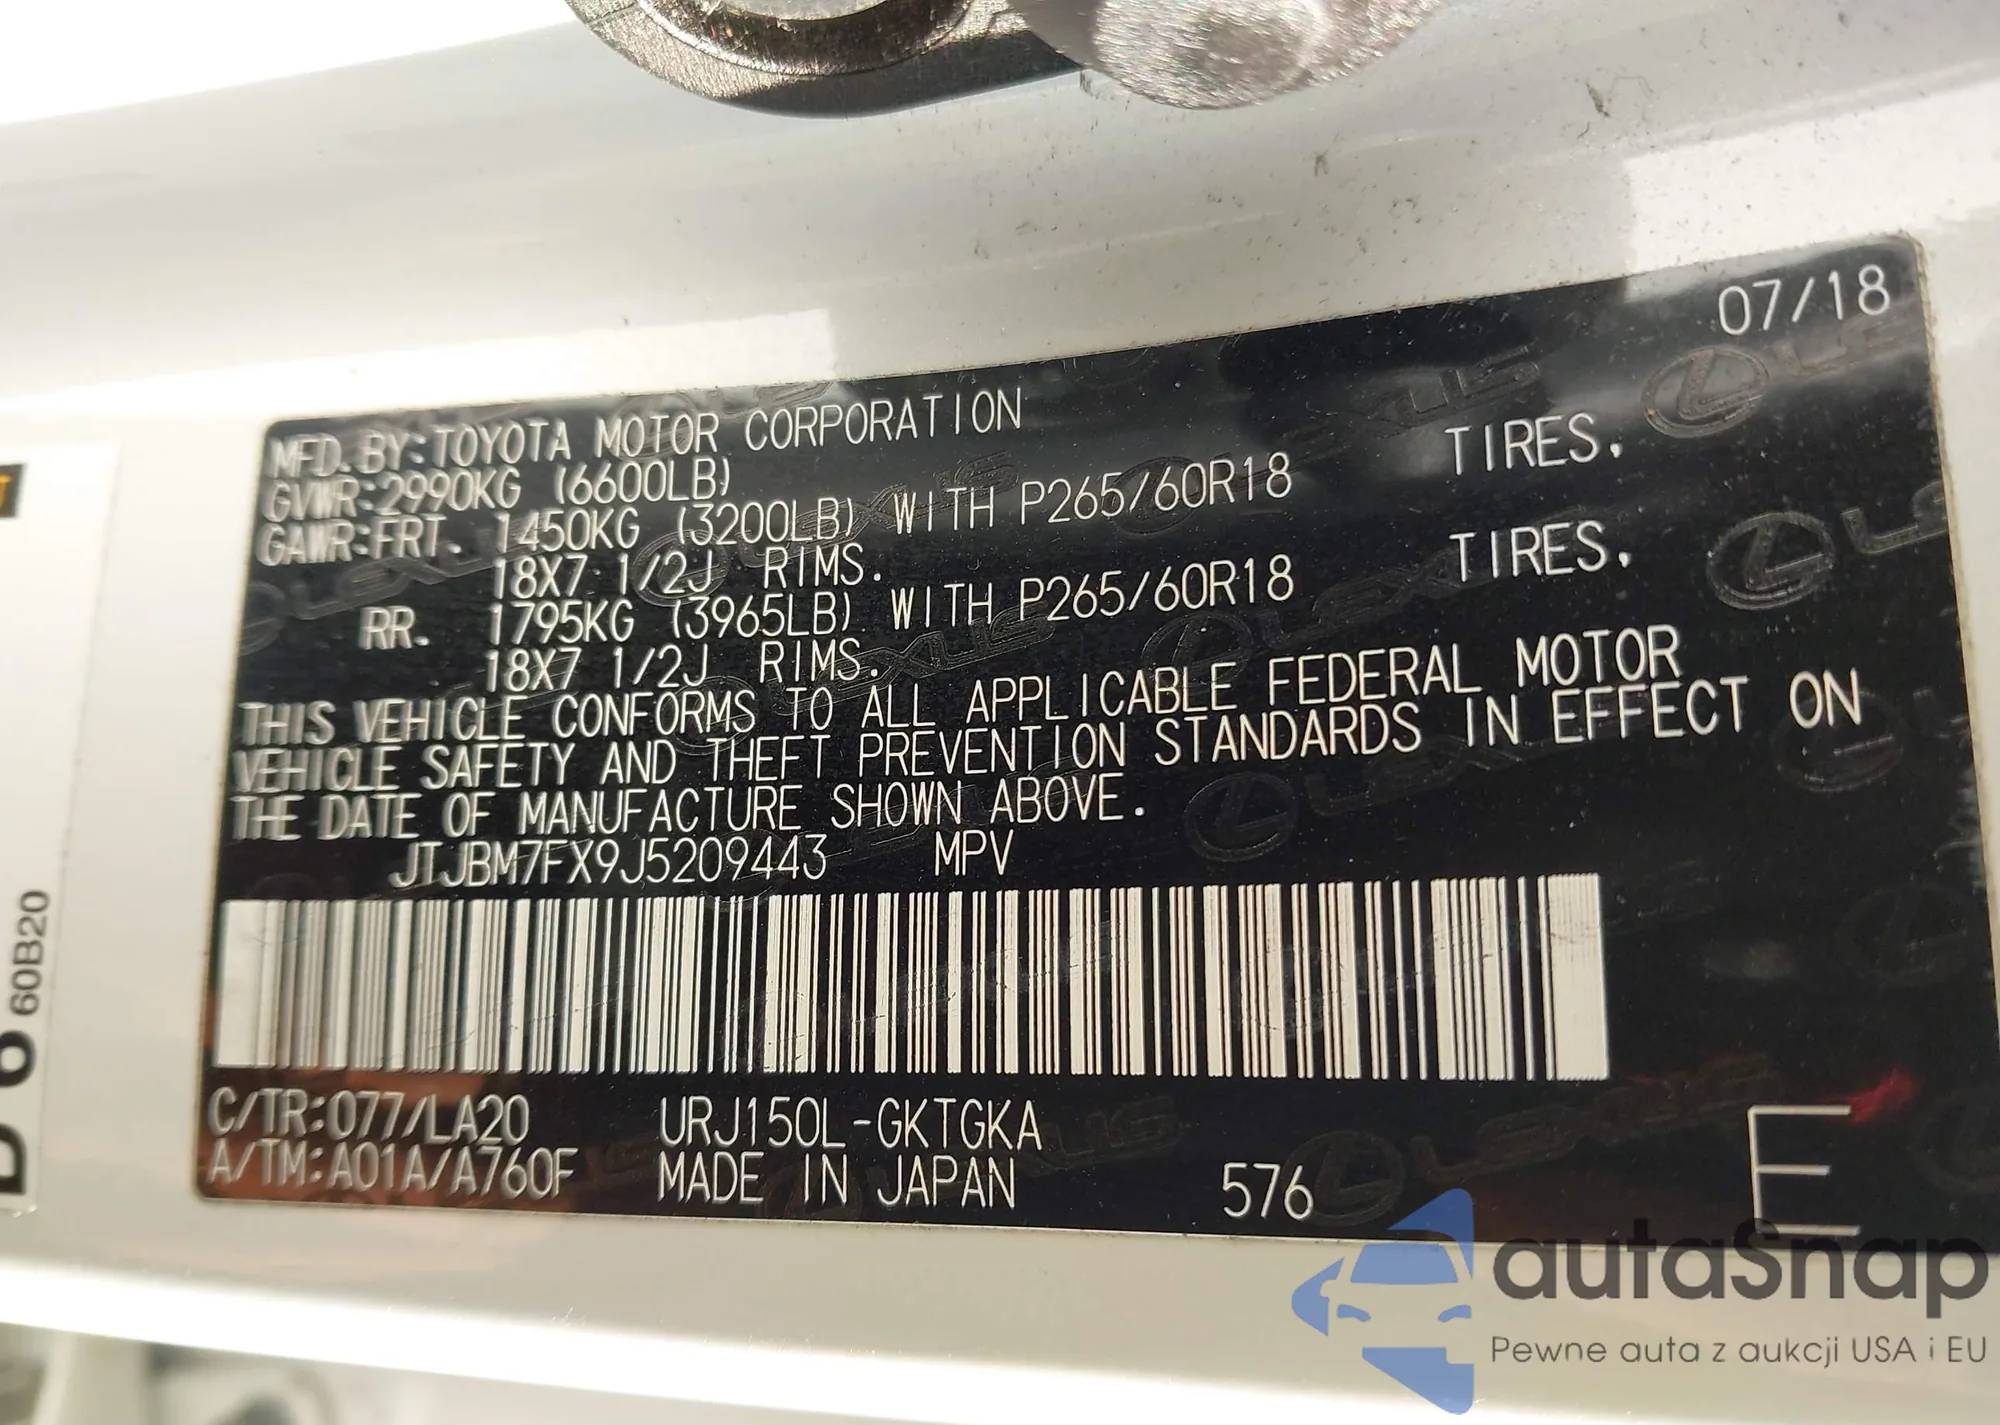 07/18
MFD. BY:TOYOTA MOTOR CORPORATION
GVWR:2990KG (6600LB)
GAWR:FRT. 1450KG (3200LB) WITH P265/60R18 TIRES,
18X7 1/2J RIMS.
RR. 1795KG (3965LB) WITH P265/60R18 TIRES,
18X7 1/2J RIMS.
THIS VEHICLE CONFORMS TO ALL APPLICABLE FEDERAL MOTOR
VEHICLE SAFETY AND THEFT PREVENTION STANDARDS IN EFFECT ON
THE DATE OF MANUFACTURE SHOWN ABOVE.
JTJBM7FX9J5209443 MPV
C/TR:077/LA20 URJ150L-GKTGKA
A/TM:A01A/A760F MADE IN JAPAN 576 E
60B20
LEXUS
autaSnap
Pewne auta z aukcji USA i EU